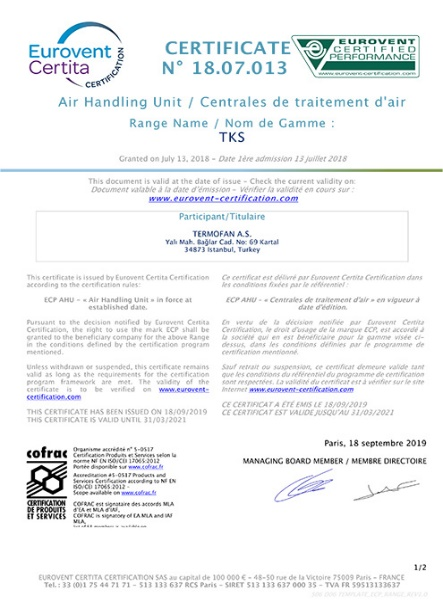 Eurovent
Certita
CERTIFICATION
CERTIFICATE
N° 18.07.013
EUROVENT
CERTIFIED
PERFORMANCE
www.eurovent-certification.com
Air Handling Unit / Centrales de traitement d'air
Range Name / Nom de Gamme :
TKS
Granted on July 13, 2018 - Date 1ère admission 13 juillet 2018
This document is valid at the date of issue - Check the current validity on:
Document valable à la date d'émission - Vérifier la validité en cours sur :
www.eurovent-certification.com
Participant/Titulaire
TERMOFAN A.S.
Yalı Mah. Bağlar Cad. No: 69 Kartal
34873 Istanbul, Turkey
This certificate is issued by Eurovent Certita Certification
according to the certification rules:
ECP AHU - « Air Handling Unit » in force at
established date.
Pursuant to the decision notified by Eurovent Certita
Certification, the right to use the mark ECP shall be
granted to the beneficiary company for the above Range
in the conditions defined by the certification program
mentioned.
Unless withdrawn or suspended, this certificate remains
valid as long as the requirements for the certification
program framework are met. The validity of the
certificate is to be verified on www.eurovent-
certification.com
THIS CERTIFICATE HAS BEEN ISSUED ON 18/09/2019
THIS CERTIFICATE IS VALID UNTIL 31/03/2021
Ce certificat est délivré par Eurovent Certita Certification dans
les conditions fixées par le référentiel :
ECP AHU - « Centrales de traitement d'air » en vigueur à
date d'édition.
En vertu de la décision notifiée par Eurovent Certita
Certification, le droit d'usage de la marque ECP, est accordé à
la société qui en est bénéficiaire pour la gamme visée ci-
dessus, dans les conditions définies par le programme de
certification mentionné.
Sauf retrait ou suspension, ce certificat demeure valide tant
que les conditions du référentiel du programme de certification
sont respectées. La validité du certificat est à vérifier sur le site
Internet www.eurovent-certification.com
CE CERTIFICAT A ÉTÉ EMIS LE 18/09/2019
CE CERTIFICAT EST VALIDE JUSQU'AU 31/03/2021
cofrac
CERTIFICATION
DE PRODUITS
ET SERVICES
Organisme accrédité n° 5-0517
Certification Produits et Services selon la
norme NF EN ISO/CEI 17065:2012
Portée disponible sur www.cofrac.fr
Accreditation #5-0517 Products and
Services Certification according to NF EN
ISO/CEI 17065:2012 -
Scope available on www.cofrac.fr
COFRAC est signataire des accords MLA
d'EA et MLA d'IAF,
COFRAC is signatory of EA MLA and IAF
MLA,
Paris, 18 septembre 2019
MANAGING BOARD MEMBER / MEMBRE DIRECTOIRE
1/2
EUROVENT CERTITA CERTIFICATION SAS au capital de 100 000 € - 48-50 rue de la Victoire 75009 Paris - FRANCE
Tel.: 33 (0)1 75 44 71 71 - 513 133 637 RCS Paris - SIRET 513 133 637 000 35 - TVA FR 59513133637